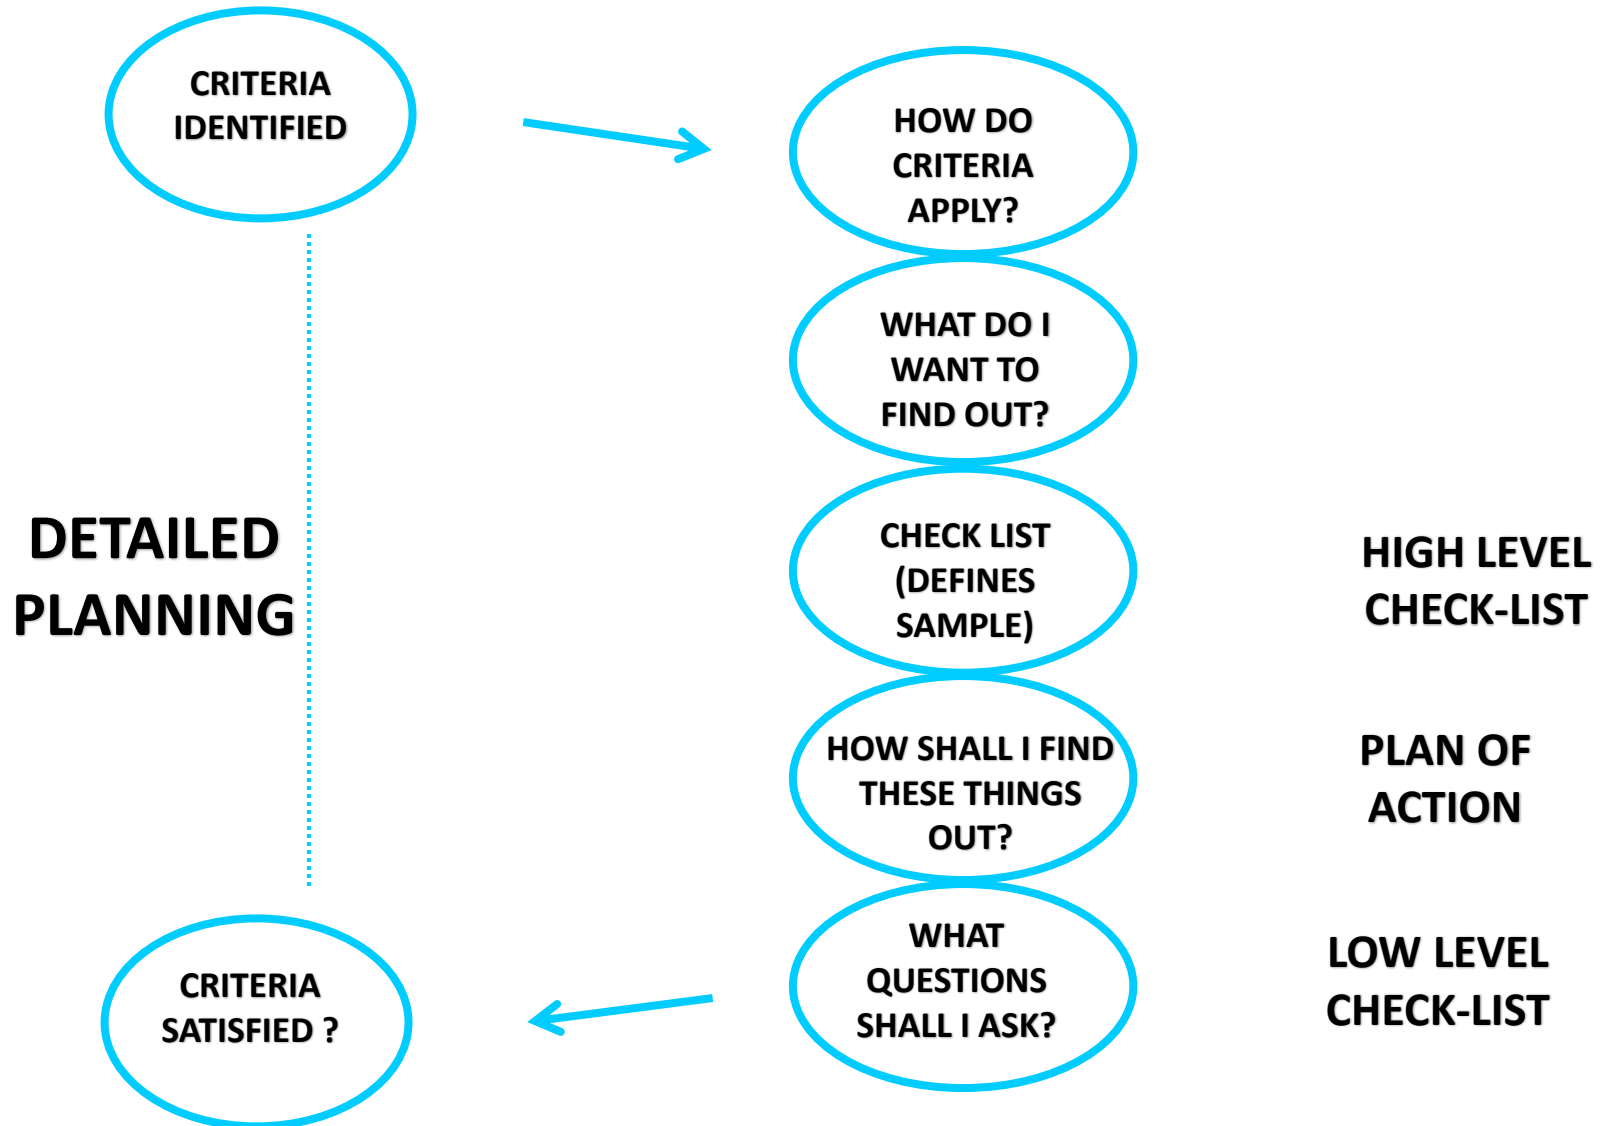 CRITERIA
IDENTIFIED
HOW DO
CRITERIA
APPLY?
WHAT DO I
WANT TO
FIND OUT?
DETAILED
PLANNING
CHECK LIST
(DEFINES
SAMPLE)
HIGH LEVEL
CHECK-LIST
HOW SHALL I FIND
THESE THINGS
OUT?
PLAN OF
ACTION
WHAT
QUESTIONS
SHALL I ASK?
LOW LEVEL
CHECK-LIST
CRITERIA
SATISFIED ?